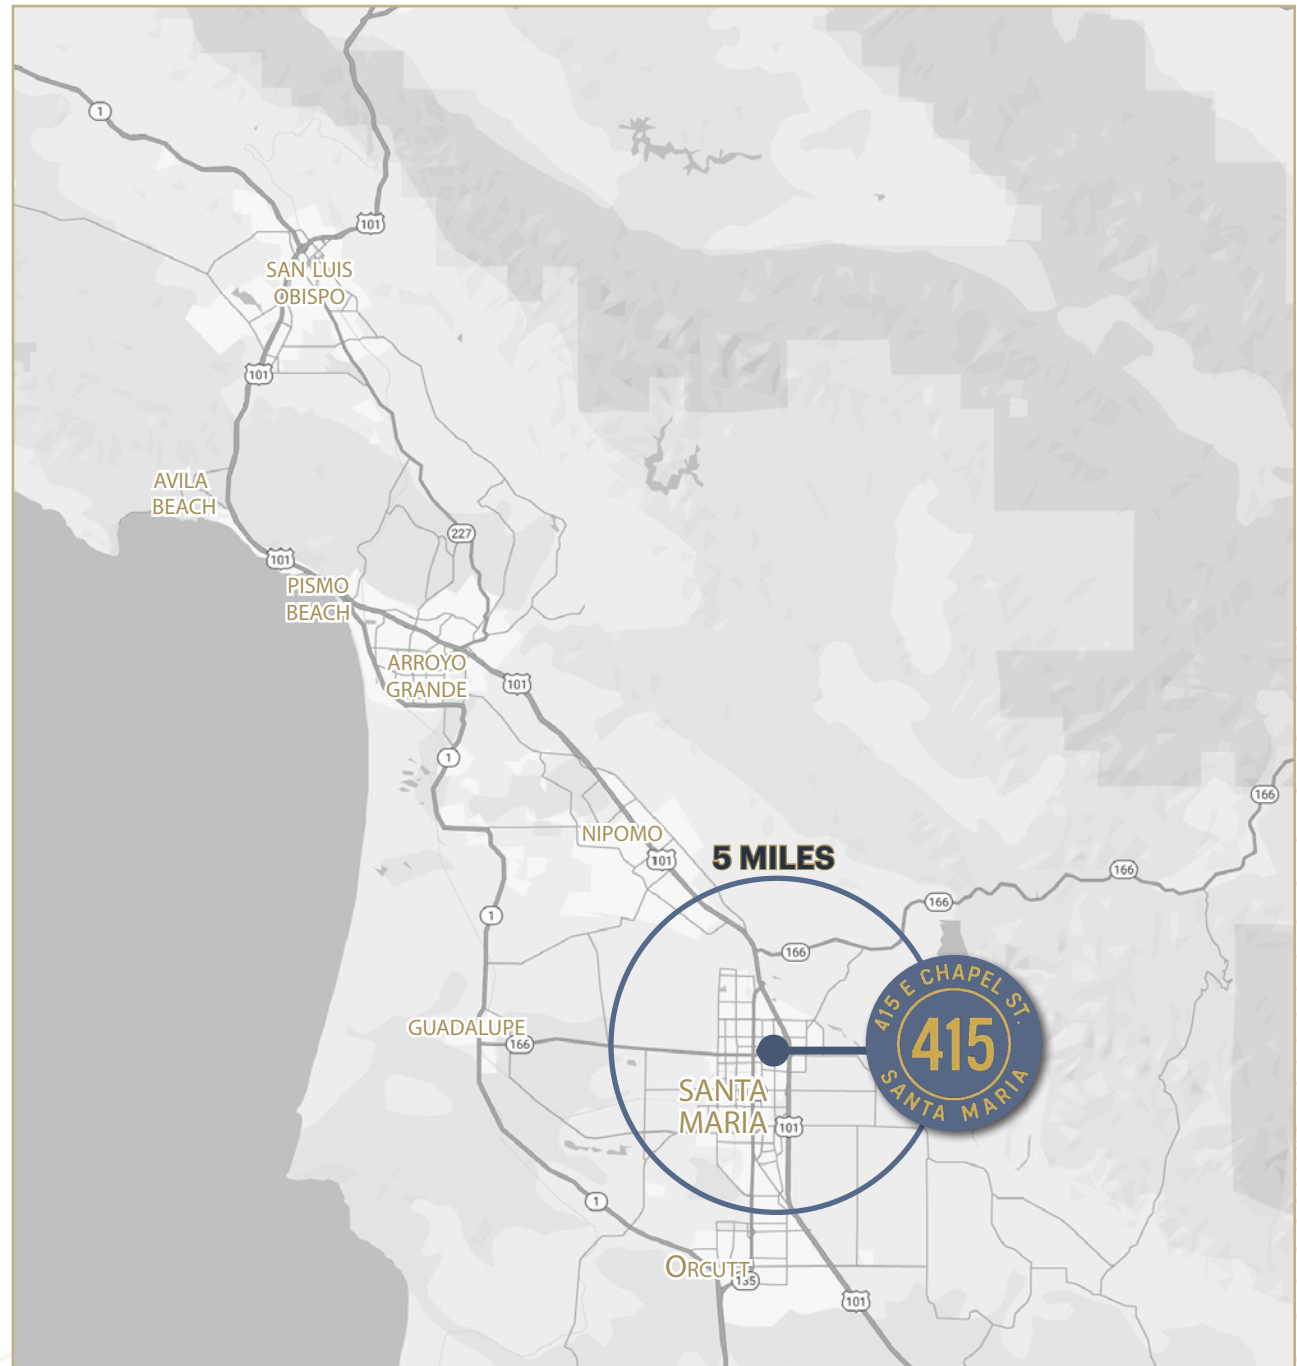 1
101
SAN LUIS
OBISPO
101
AVILA
BEACH
227
101
PISMO
BEACH
ARROYO
GRANDE
101
1
166
NIPOMO
101
5 MILES
166
166
1
166
415 E CHAPEL ST.
415
SANTA MARIA
GUADALUPE
166
SANTA
MARIA
101
1
ORCUTT
135
101